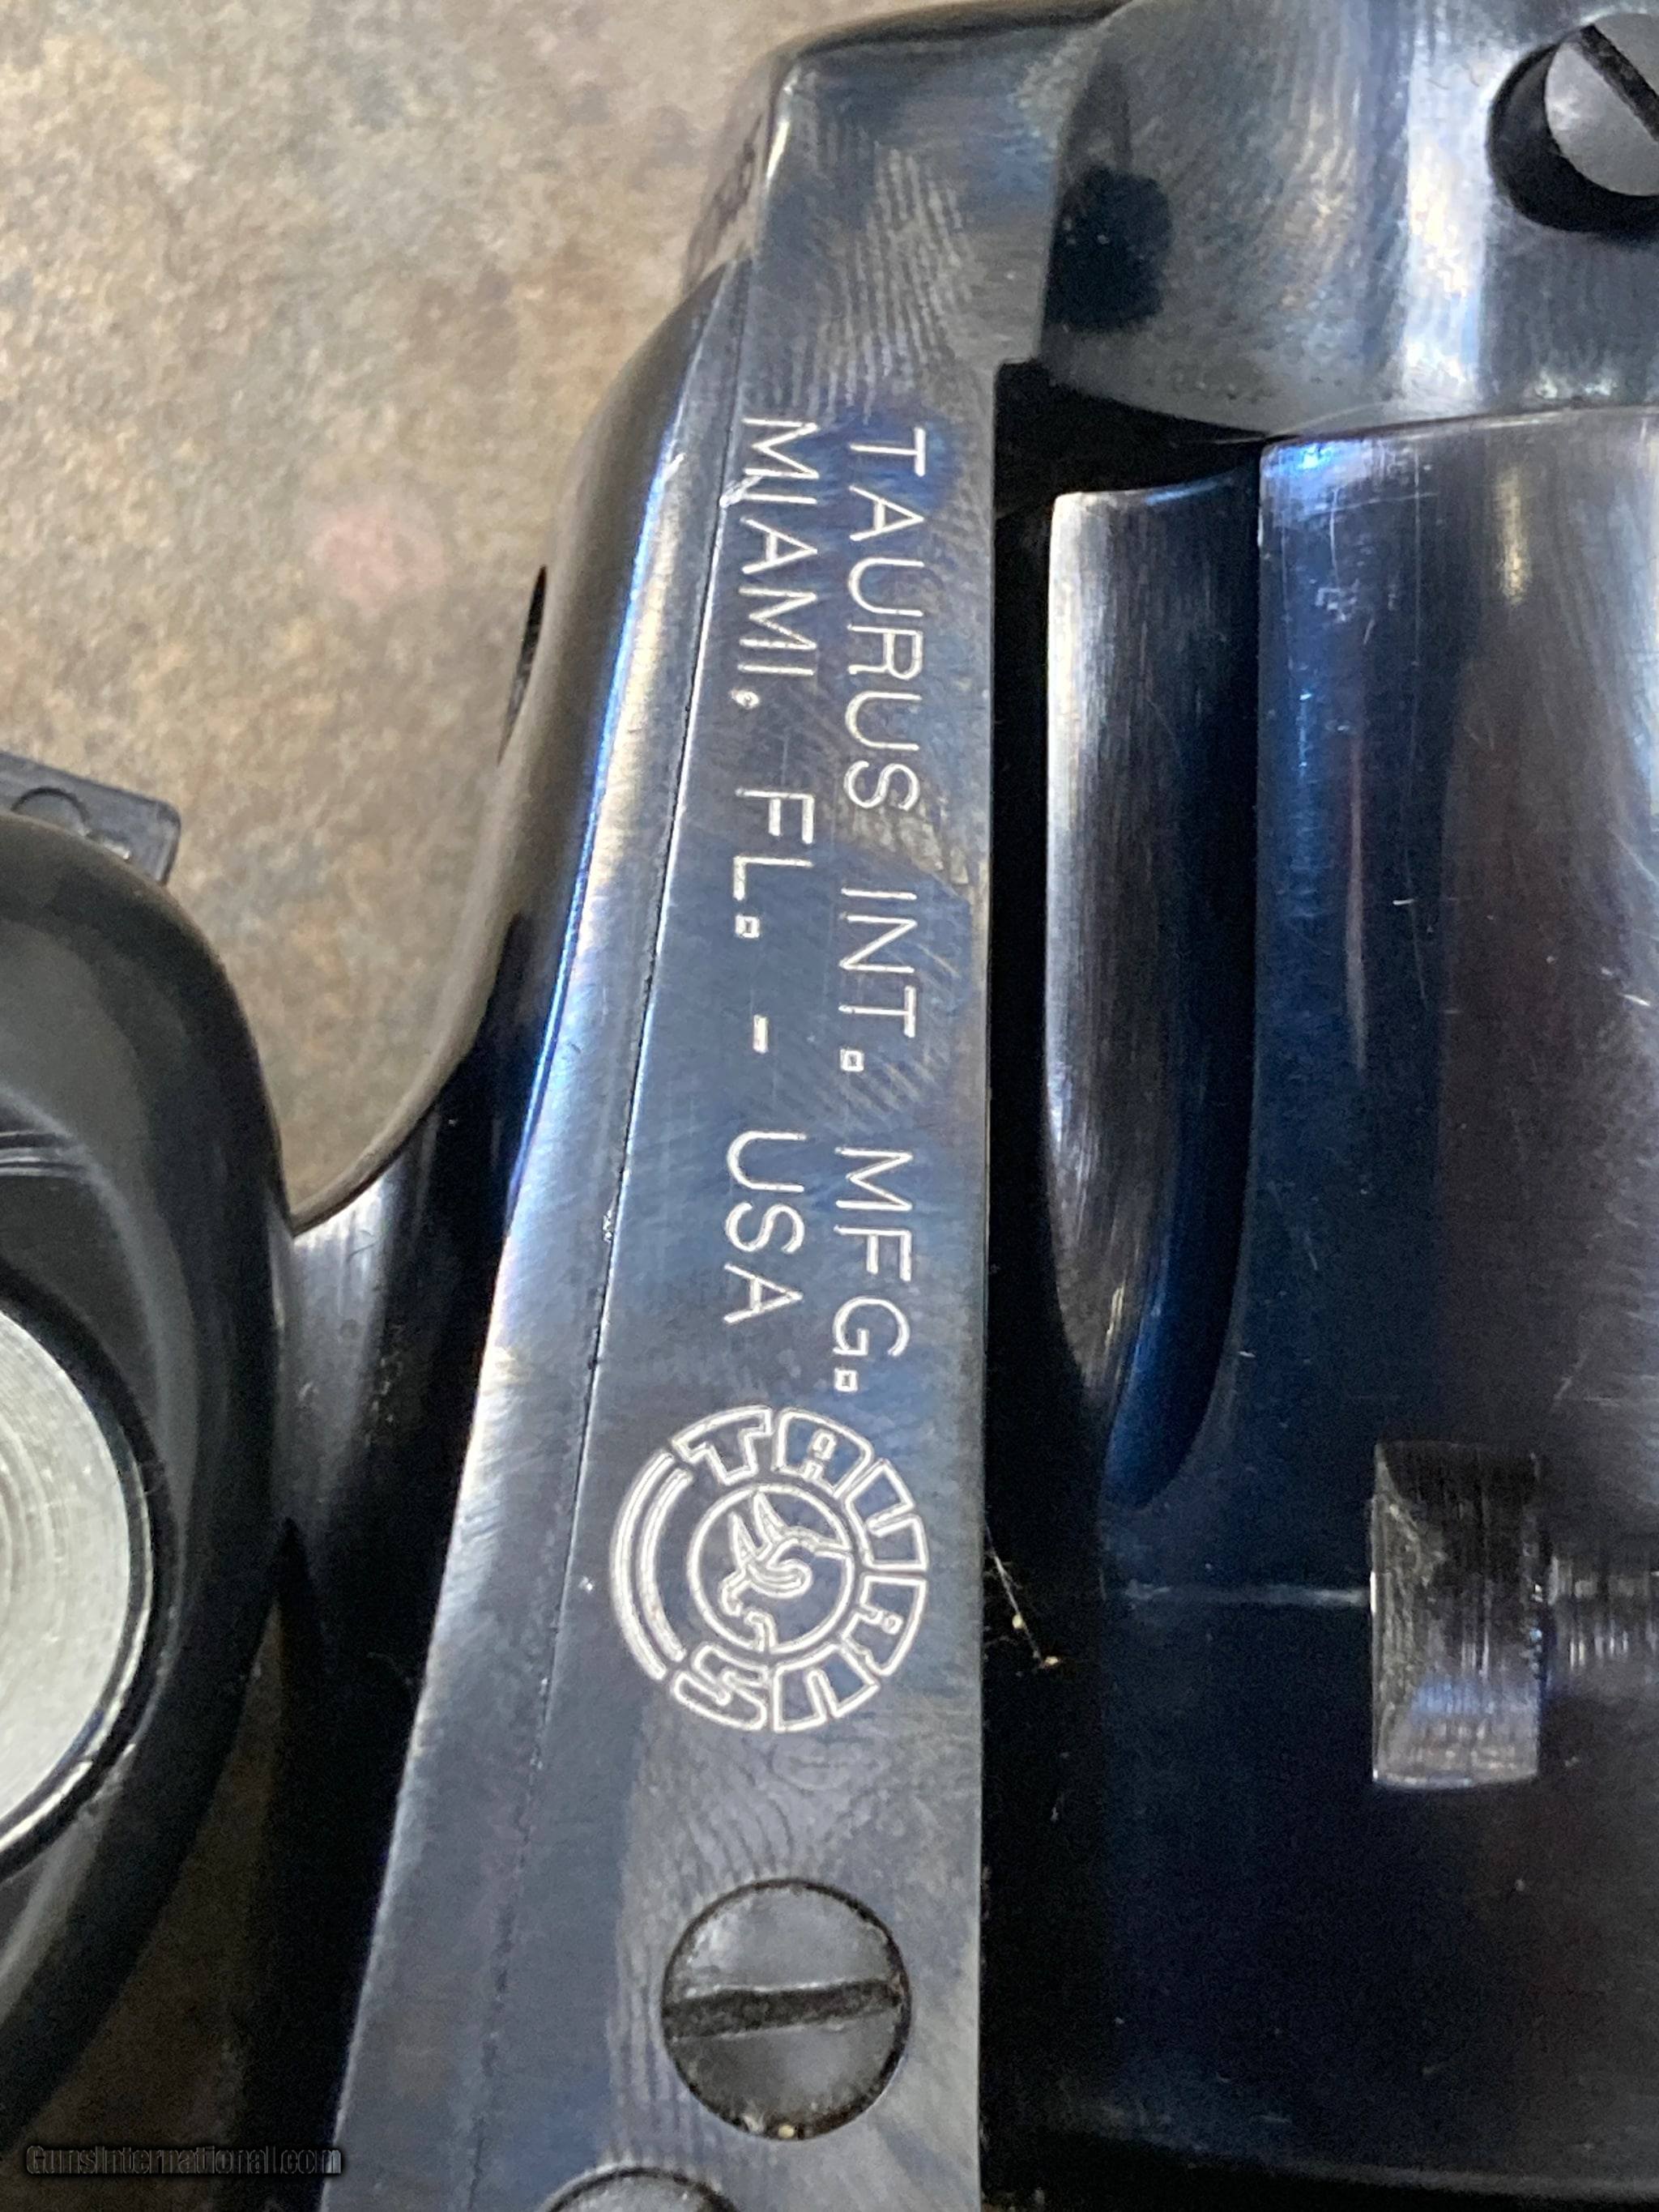 TAURUS INT. MFG.
MIAMI, FL. - USA
TAURUS
GunsInternational.com